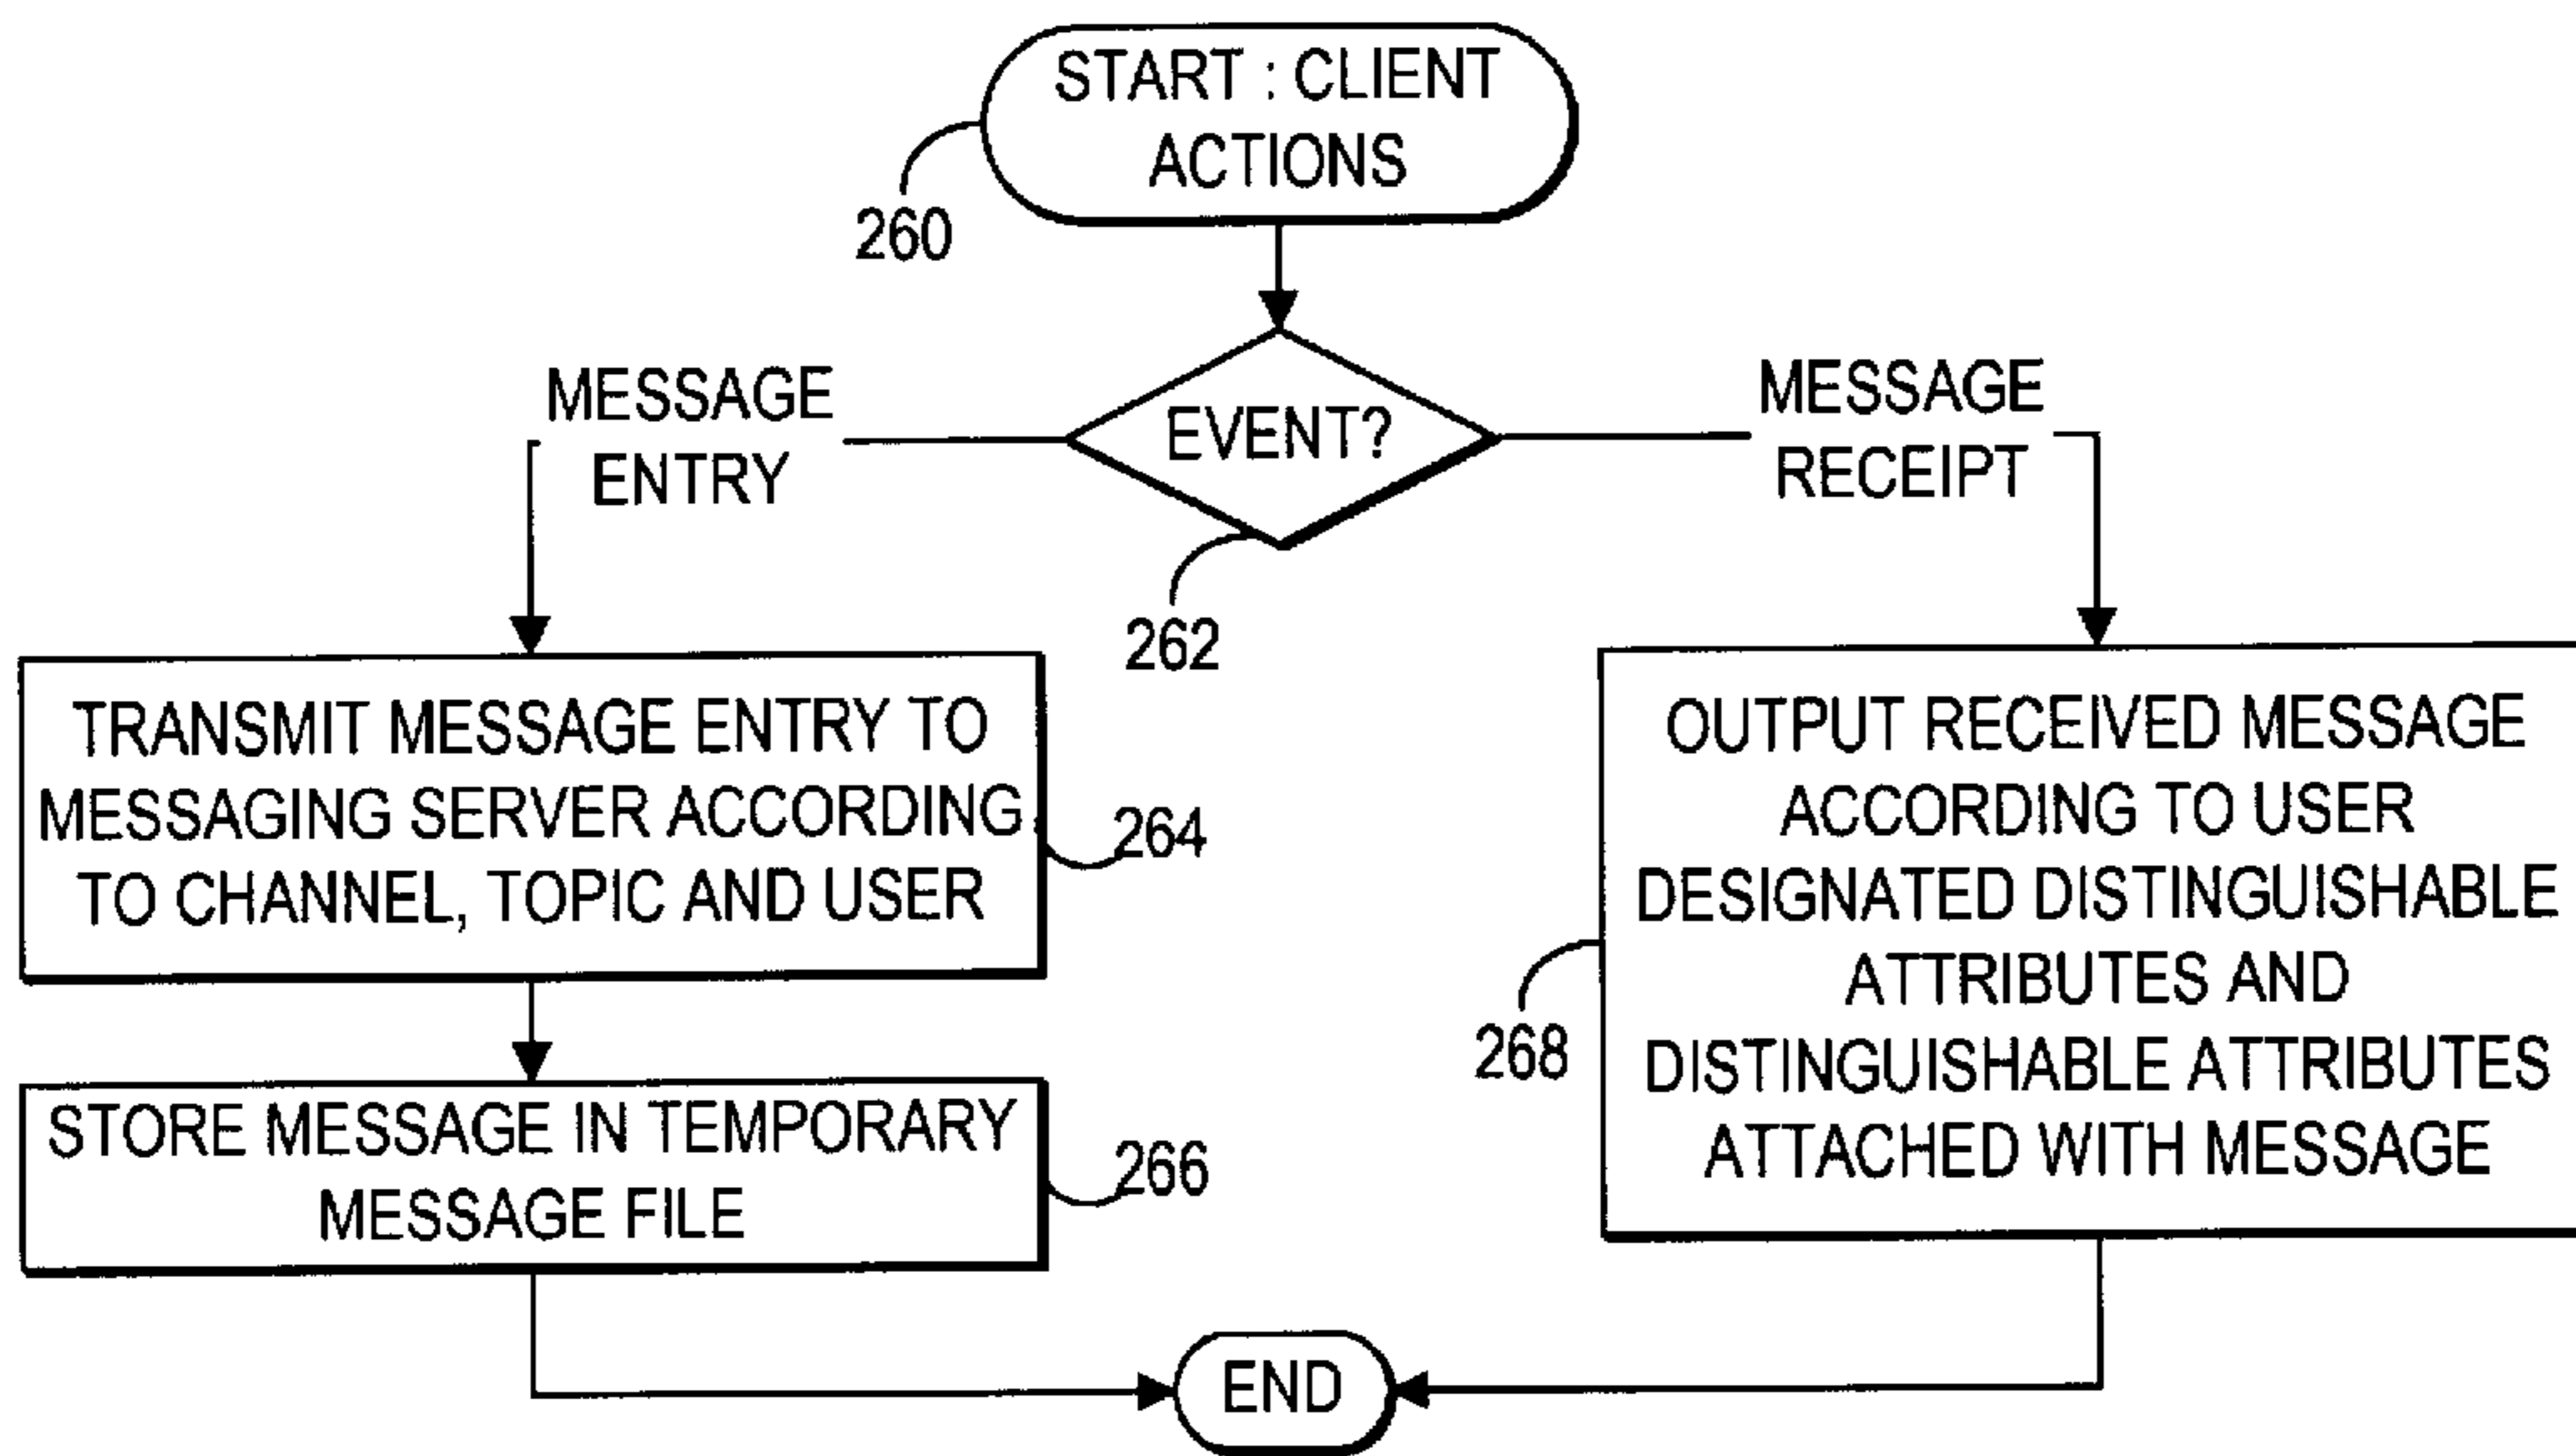 START : CLIENT
ACTIONS
260
EVENT?
262
MESSAGE
ENTRY
MESSAGE
RECEIPT
TRANSMIT MESSAGE ENTRY TO
MESSAGING SERVER ACCORDING
TO CHANNEL, TOPIC AND USER
264
STORE MESSAGE IN TEMPORARY
MESSAGE FILE
266
OUTPUT RECEIVED MESSAGE
ACCORDING TO USER
DESIGNATED DISTINGUISHABLE
ATTRIBUTES AND
DISTINGUISHABLE ATTRIBUTES
ATTACHED WITH MESSAGE
268
END